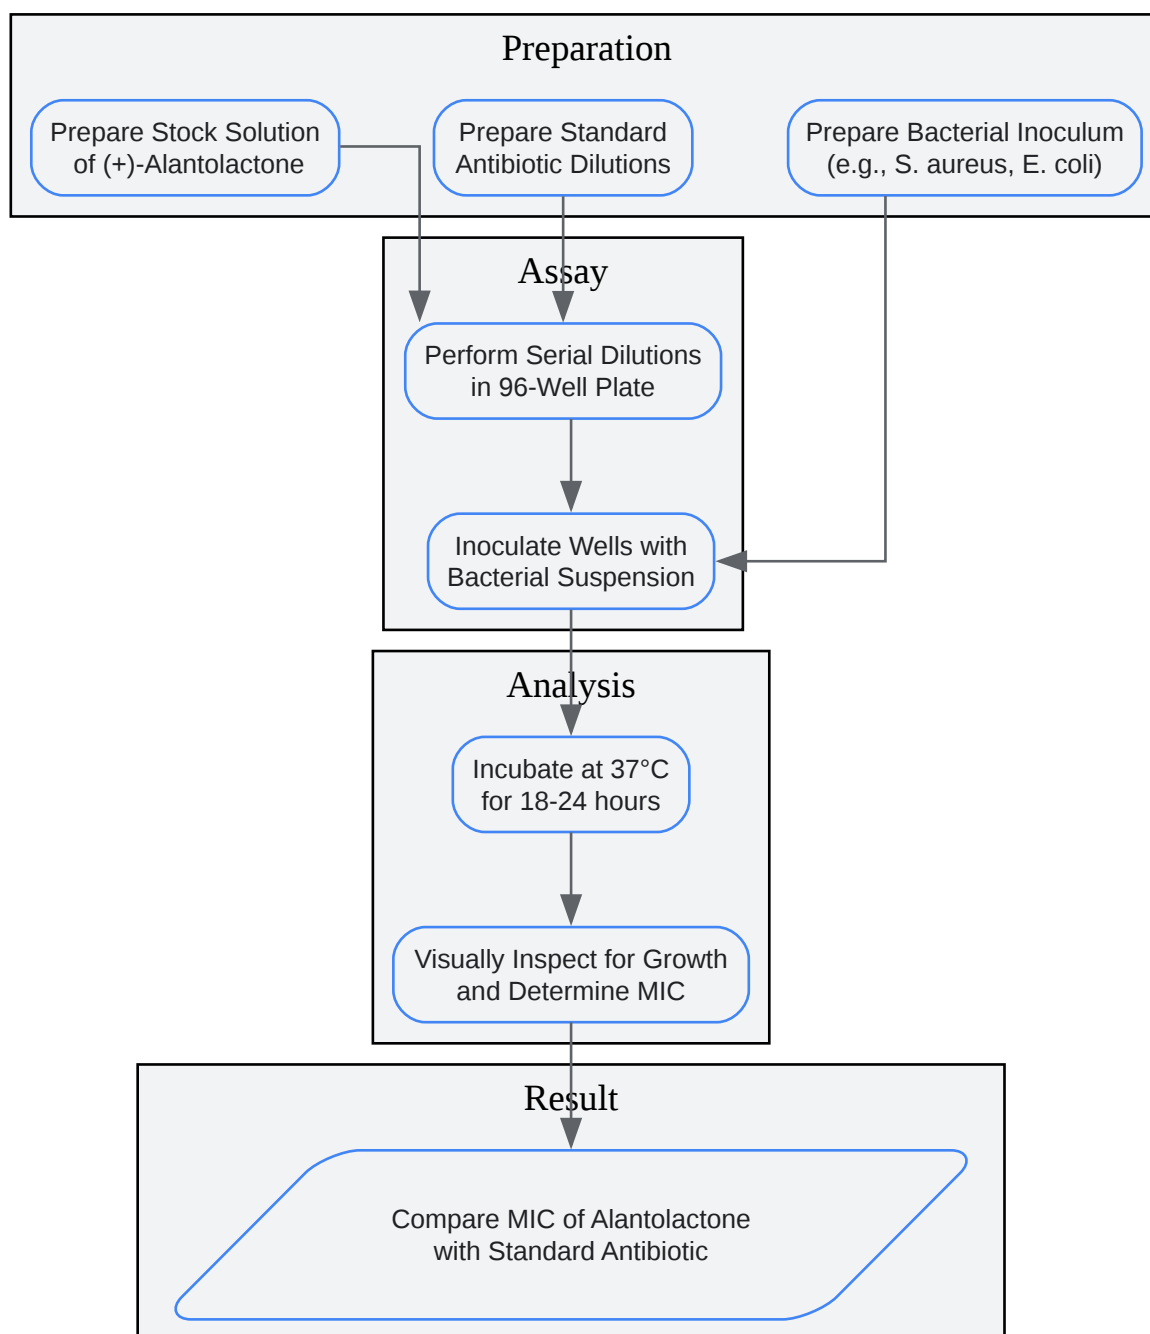 Preparation
Prepare Stock Solution
of (+)-Alantolactone
Prepare Standard
Antibiotic Dilutions
Prepare Bacterial Inoculum
(e.g., S. aureus, E. coli)
Assay
Perform Serial Dilutions
in 96-Well Plate
Inoculate Wells with
Bacterial Suspension
Analysis
Incubate at 37°C
for 18-24 hours
Visually Inspect for Growth
and Determine MIC
Result
Compare MIC of Alantolactone
with Standard Antibiotic